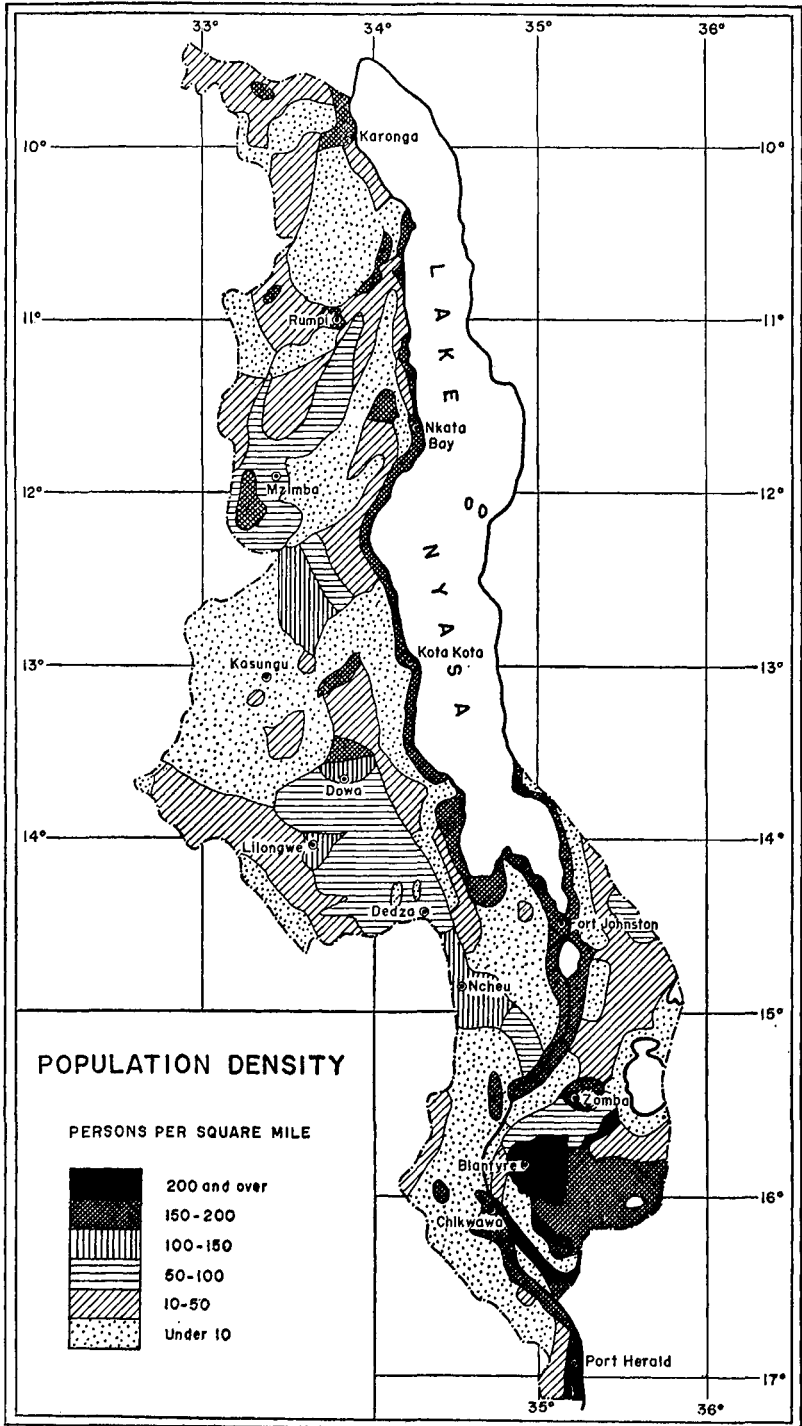 33° 34° 35° 36°
10° 10°
Karonga
LAKE
11° 11°
Rumpi
Nkata
Bay
Mzimba
12° 12°
NYASA
Kota Kota
13° 13°
Kasungu
Dowa
14° 14°
Lilongwe
Dedza
Fort Johnston
Ncheu
15°
POPULATION DENSITY
PERSONS PER SQUARE MILE
Zomba
Blantyre
200 and over
150-200
16°
Chikwawa
100-150
50-100
10-50
Under 10
Port Herald
17°
35° 36°